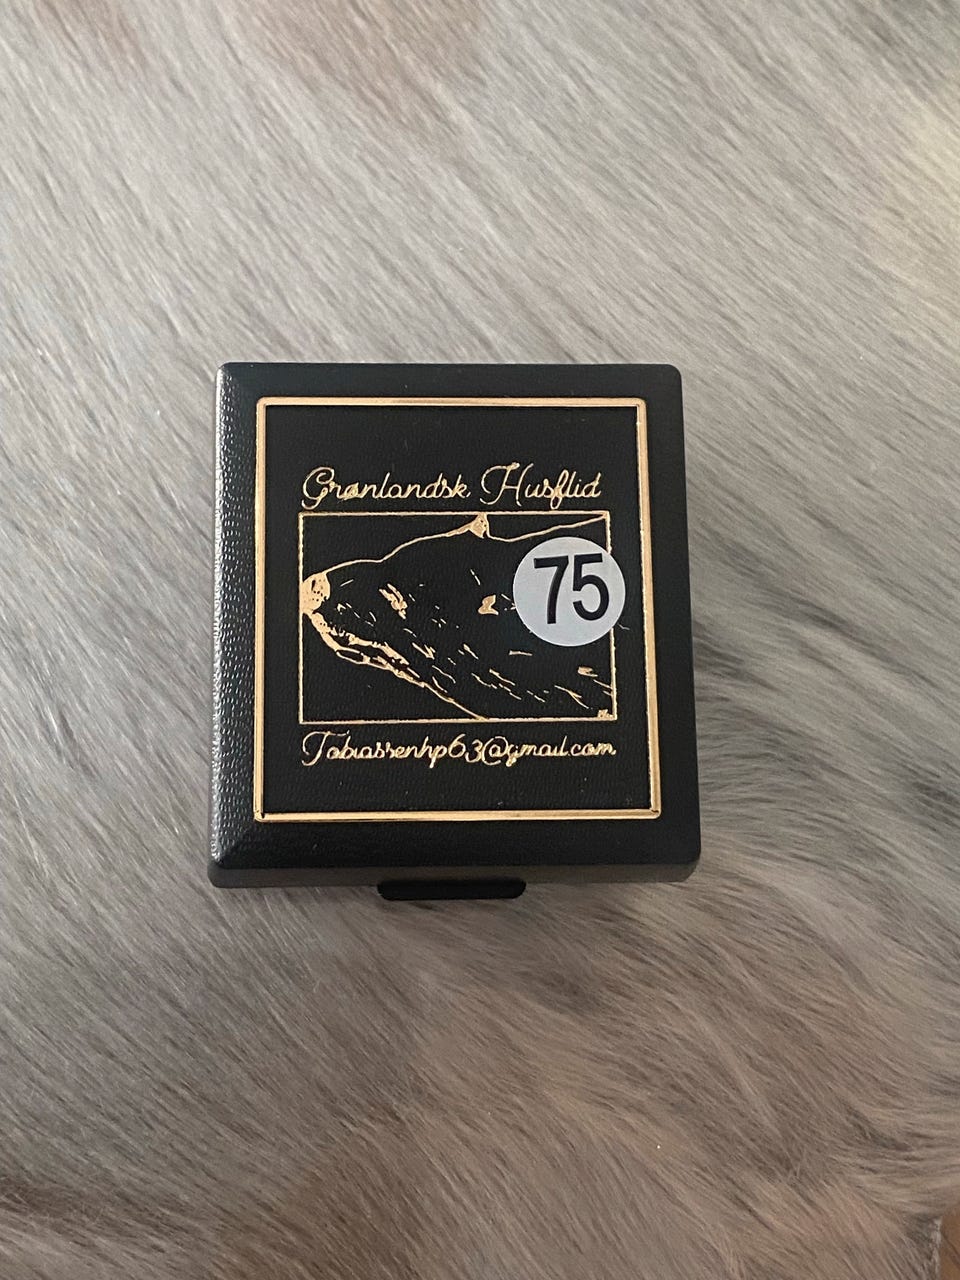 Grønlandsk Husflid
75
Tobiassenhp63@gmail.com